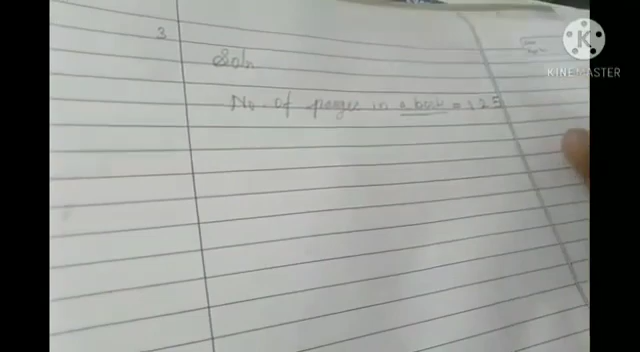 3
Soln
No. of pages in a book = 125
KINEMASTER